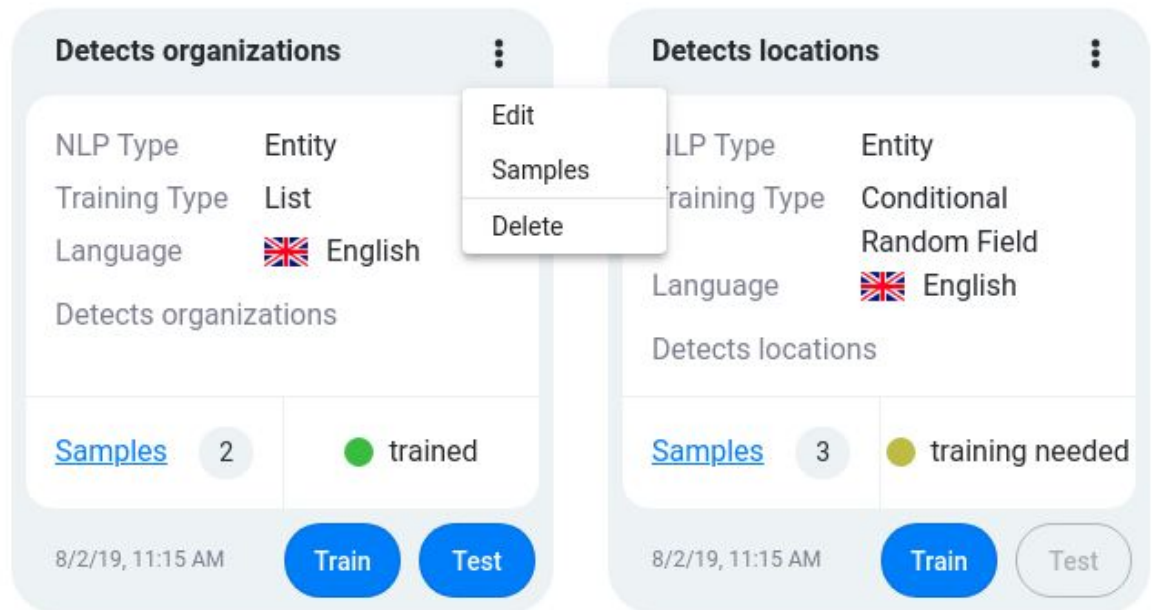 Detects organizations
NLP Type Entity
Training Type List
Language English
Detects organizations
Samples 2 trained
8/2/19, 11:15 AM Train Test
Edit
Samples
Delete
Detects locations
NLP Type Entity
Training Type Conditional
Random Field
Language English
Detects locations
Samples 3 training needed
8/2/19, 11:15 AM Train Test